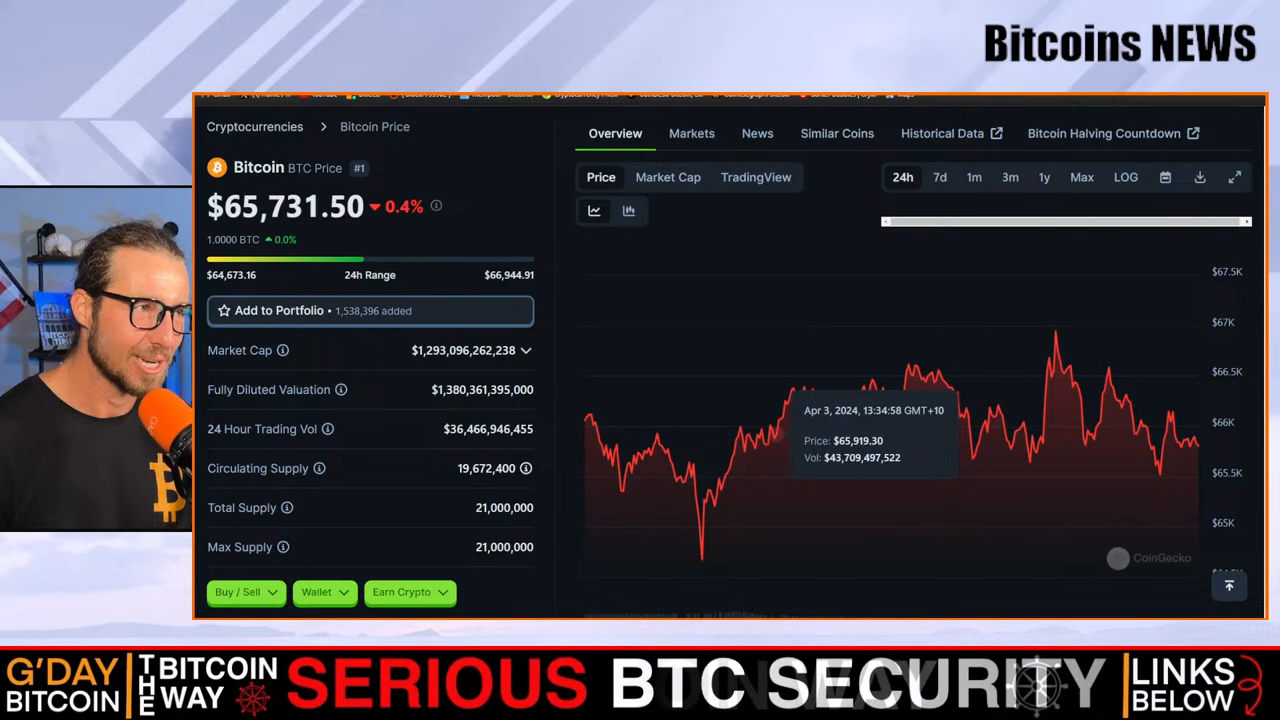 Bitcoins NEWS
Cryptocurrencies > Bitcoin Price
Bitcoin BTC Price #1
$65,731.50 0.4%
1.0000 BTC 0.0%
$64,673.16 24h Range $66,944.91
Add to Portfolio • 1,538,396 added
Market Cap $1,293,096,262,238
Fully Diluted Valuation $1,380,361,395,000
24 Hour Trading Vol $36,466,946,455
Circulating Supply 19,672,400
Total Supply 21,000,000
Max Supply 21,000,000
Buy / Sell Wallet Earn Crypto
Overview Markets News Similar Coins Historical Data Bitcoin Halving Countdown
Price Market Cap TradingView
24h 7d 1m 3m 1y Max LOG
$67.5K
$67K
$66.5K
$66K
$65.5K
$65K
Apr 3, 2024, 13:34:58 GMT+10
Price: $65,919.30
Vol: $43,709,497,522
CoinGecko
G'DAY
BITCOIN
THE
BITCOIN
WAY
SERIOUS BTC SECURITY
LINKS
BELOW